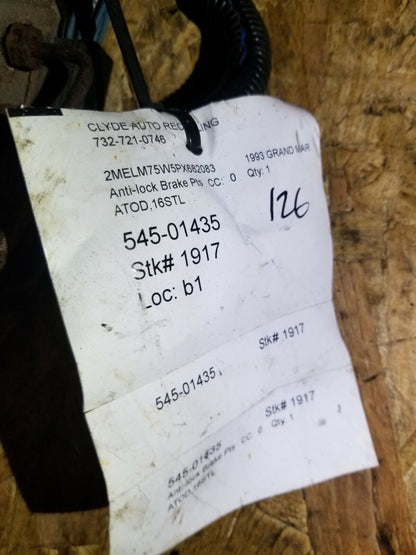 CLYDE AUTO RECYCLING
732-721-0746
2MELM75W5PX682083 1993 GRAND MAR
Anti-lock Brake Pts CC: 0 Qty: 1
ATOD,16STL
126
545-01435
Stk# 1917
Loc: b1
545-01435 Stk# 1917
545-01435 Stk# 1917
Anti-lock Brake Pts CC: 0 Qty: 1
ATOD,16STL